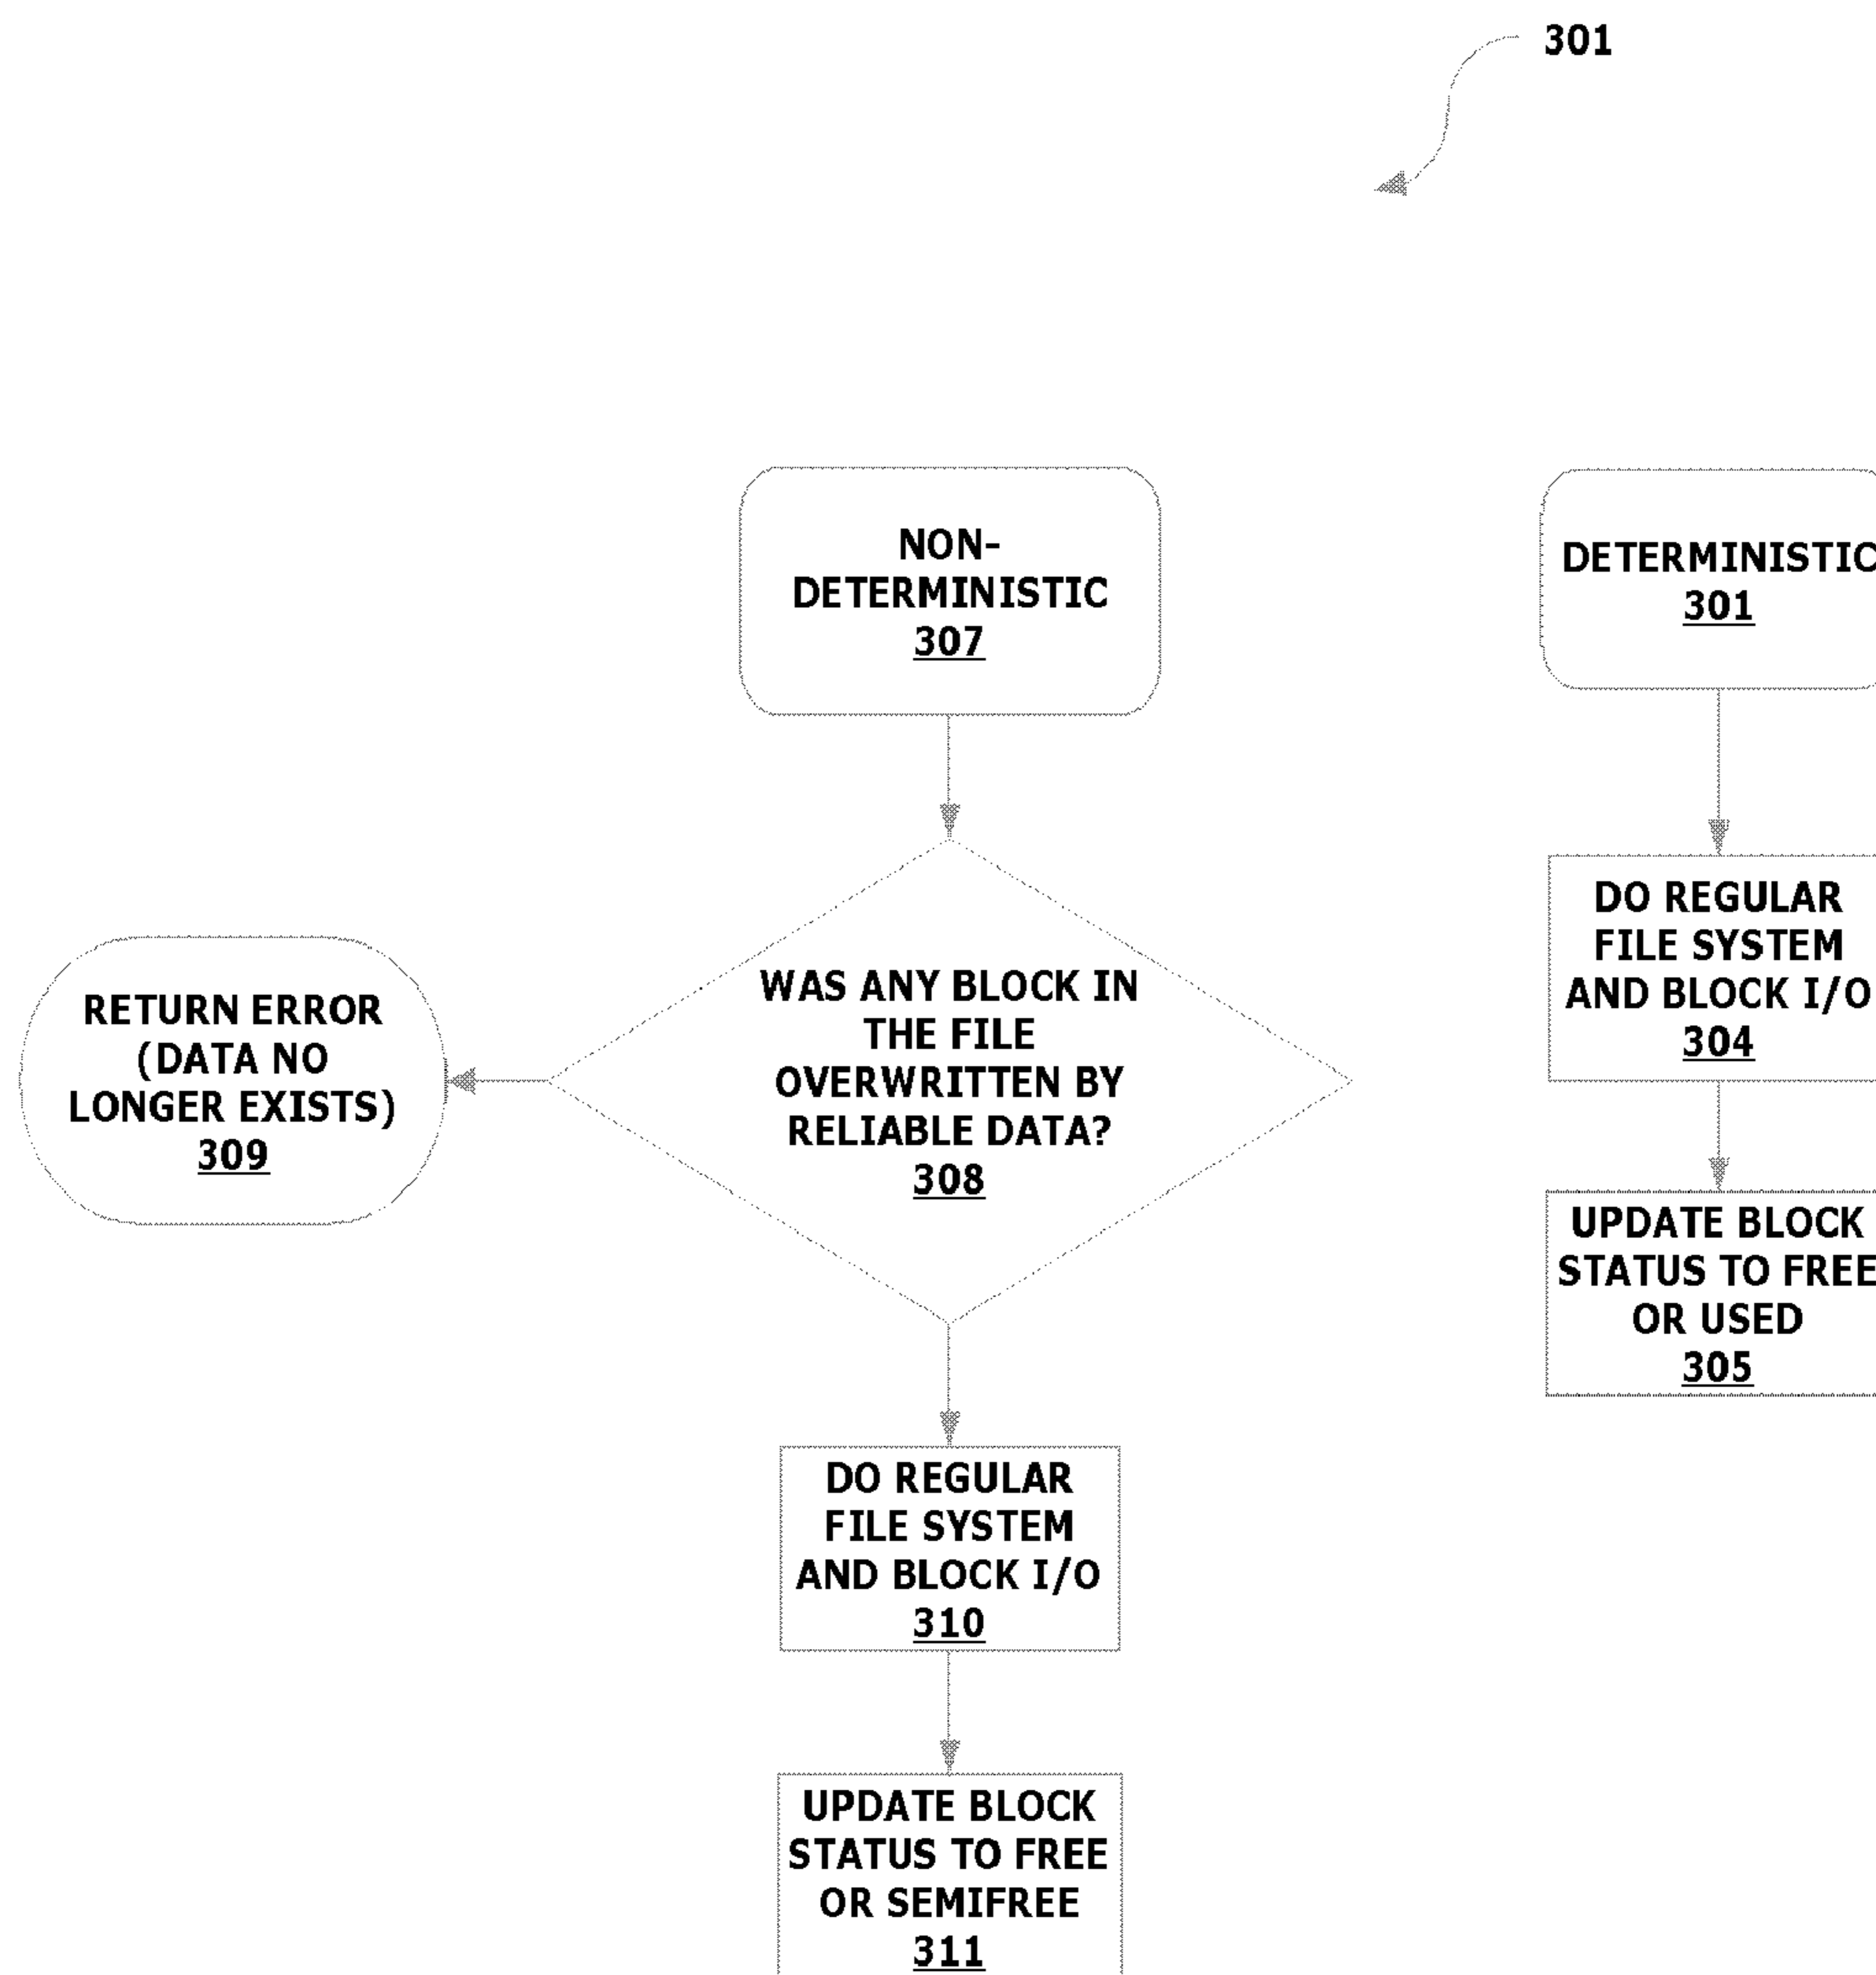 301
NON-
DETERMINISTIC
307
DETERMINISTIC
301
WAS ANY BLOCK IN
THE FILE
OVERWRITTEN BY
RELIABLE DATA?
308
RETURN ERROR
(DATA NO
LONGER EXISTS)
309
DO REGULAR
FILE SYSTEM
AND BLOCK I/O
304
UPDATE BLOCK
STATUS TO FREE
OR USED
305
DO REGULAR
FILE SYSTEM
AND BLOCK I/O
310
UPDATE BLOCK
STATUS TO FREE
OR SEMIFREE
311